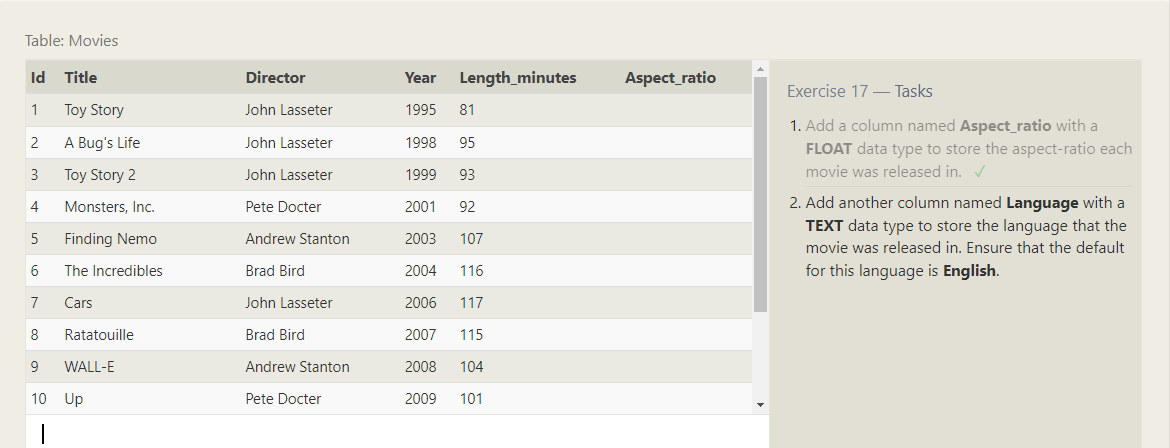 Table: Movies
Id Title Director Year Length_minutes Aspect_ratio
1 Toy Story John Lasseter 1995 81
2 A Bug's Life John Lasseter 1998 95
3 Toy Story 2 John Lasseter 1999 93
4 Monsters, Inc. Pete Docter 2001 92
5 Finding Nemo Andrew Stanton 2003 107
6 The Incredibles Brad Bird 2004 116
7 Cars John Lasseter 2006 117
8 Ratatouille Brad Bird 2007 115
9 WALL-E Andrew Stanton 2008 104
10 Up Pete Docter 2009 101
Exercise 17 — Tasks
1. Add a column named Aspect_ratio with a
FLOAT data type to store the aspect-ratio each
movie was released in. ✓
2. Add another column named Language with a
TEXT data type to store the language that the
movie was released in. Ensure that the default
for this language is English.